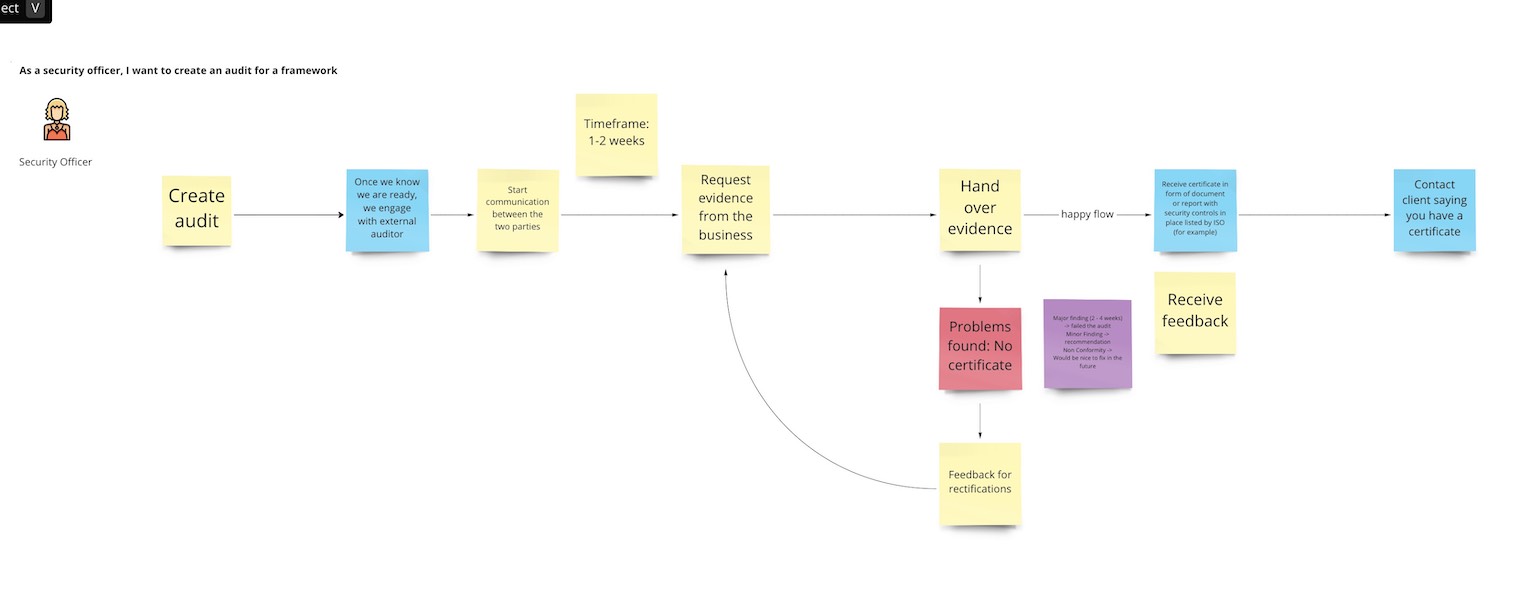 ect V
As a security officer, I want to create an audit for a framework
Security Officer
Create
audit
Once we know
we are ready,
we engage
with external
auditor
Start
communication
between the
two parties
Timeframe:
1-2 weeks
Request
evidence
from the
business
Hand
over
evidence
happy flow
Receive certificate in
form of document
or report with
security controls in
place listed by ISO
(for example)
Contact
client saying
you have a
certificate
Problems
found: No
certificate
Major finding (2 - 4 weeks)
-> failed the audit
Minor Finding ->
recommendation
Non Conformity ->
Would be nice to fix in the
future
Receive
feedback
Feedback for
rectifications